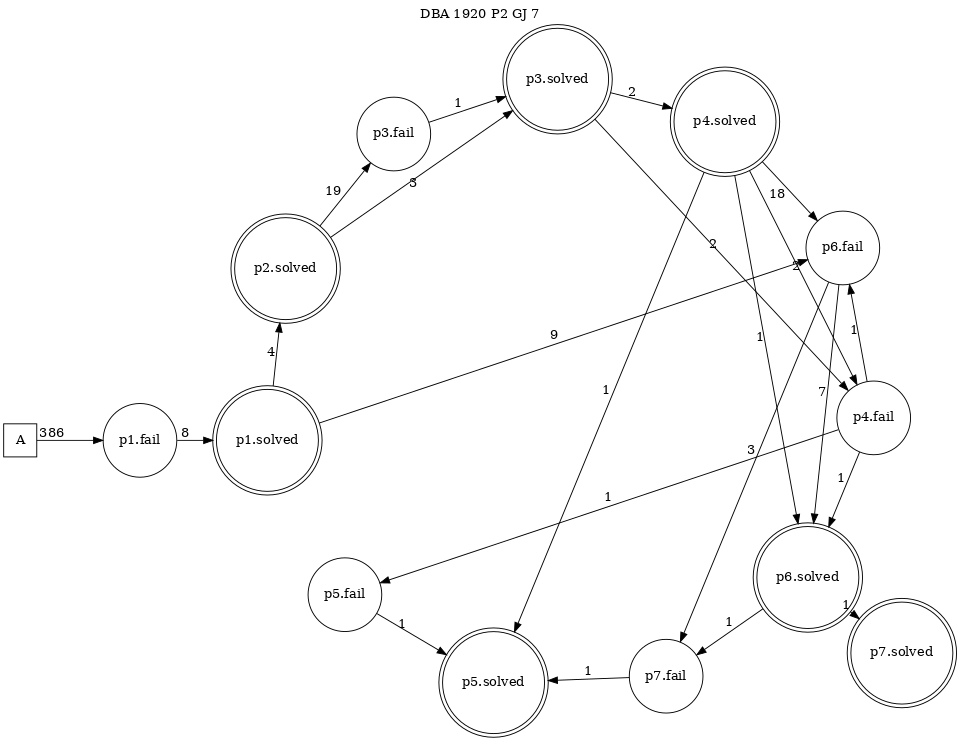 DBA 1920 P2 GJ 7
p3.solved
2
1
p4.solved
p3.fail
19
3
18
p6.fail
2
2
p2.solved
9
1
1
4
7
1
p4.fail
A
386
p1.fail
8
p1.solved
3
1
1
p6.solved
p5.fail
1
1
1
p7.solved
1
p7.fail
p5.solved